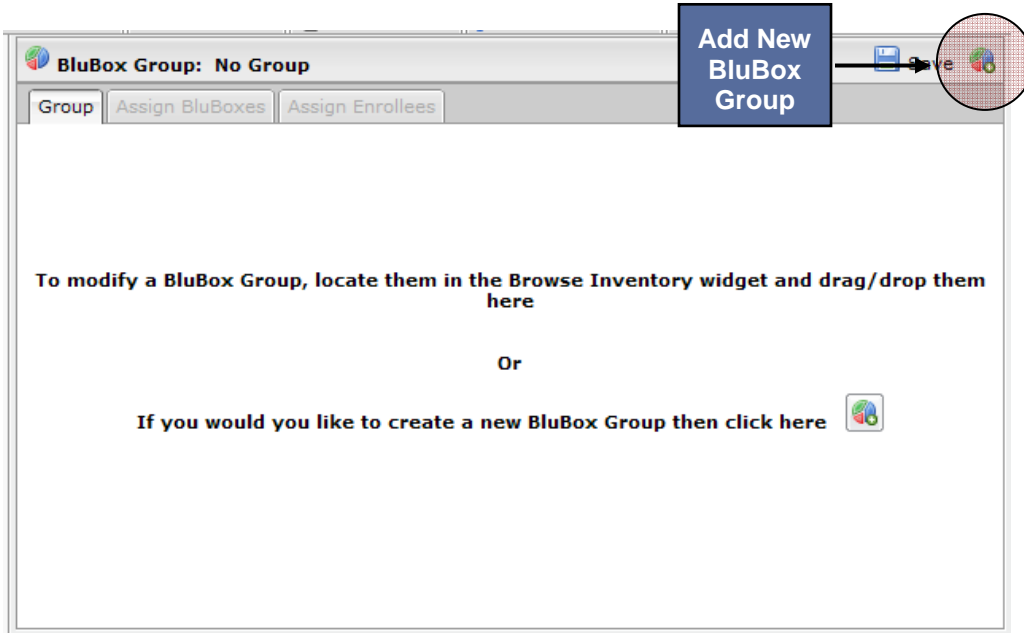 BluBox Group: No Group
Add New
BluBox
Group
Save
Group
Assign BluBoxes
Assign Enrollees
To modify a BluBox Group, locate them in the Browse Inventory widget and drag/drop them
here
Or
If you would you like to create a new BluBox Group then click here